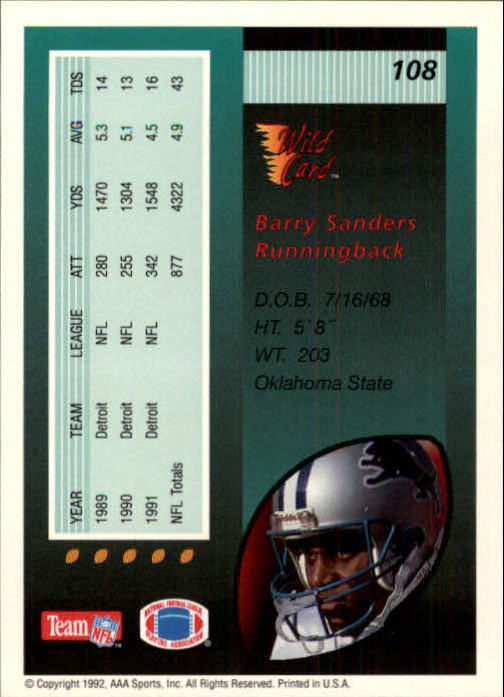 108
Wild
Card™
Barry Sanders
Runningback
D.O.B. 7/16/68
HT. 5'8"
WT. 203
Oklahoma State
YEAR TEAM LEAGUE ATT YDS AVG TDS
1989 Detroit NFL 280 1470 5.3 14
1990 Detroit NFL 255 1304 5.1 13
1991 Detroit NFL 342 1548 4.5 16
NFL Totals 877 4322 4.9 43
Team NFL™
NATIONAL FOOTBALL LEAGUE
PLAYERS ASSOCIATION
®
© Copyright 1992, AAA Sports, Inc. All Rights Reserved. Printed in U.S.A.